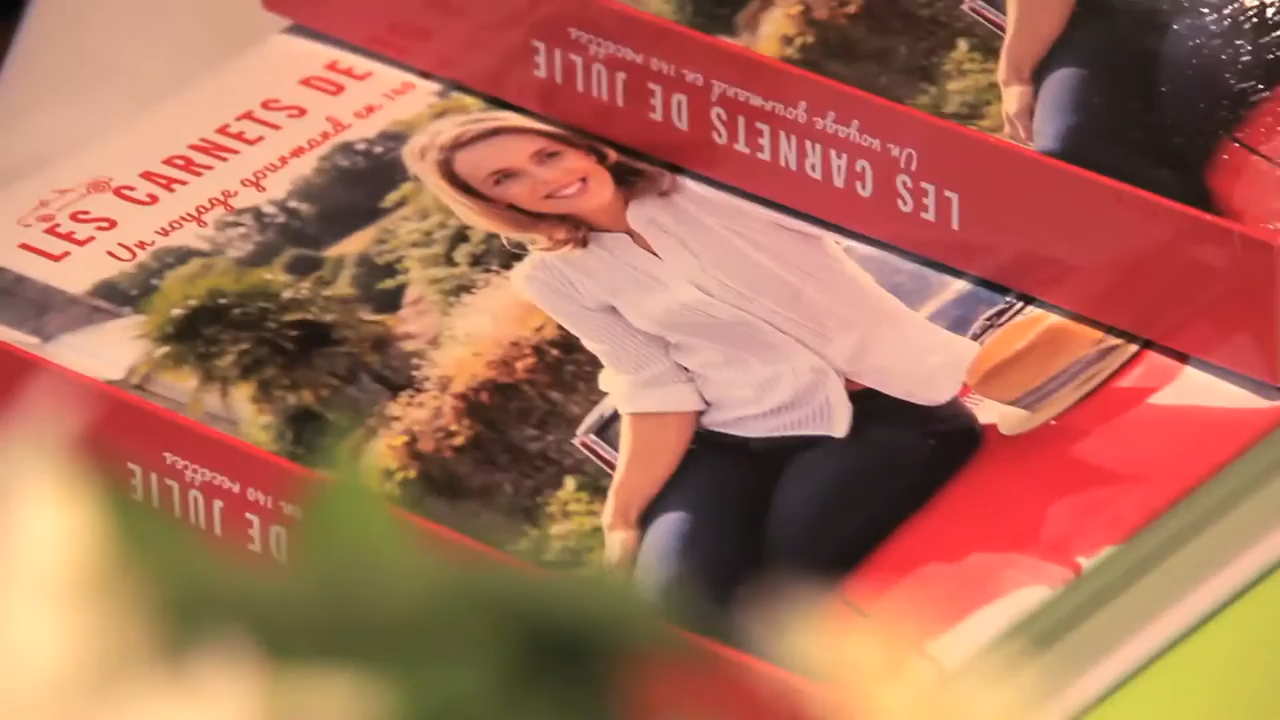 LES CARNETS DE
Un voyage gourmand en 140
LES CARNETS DE JULIE
Un voyage gourmand en 140 recettes
DE JULIE
en 140 recettes